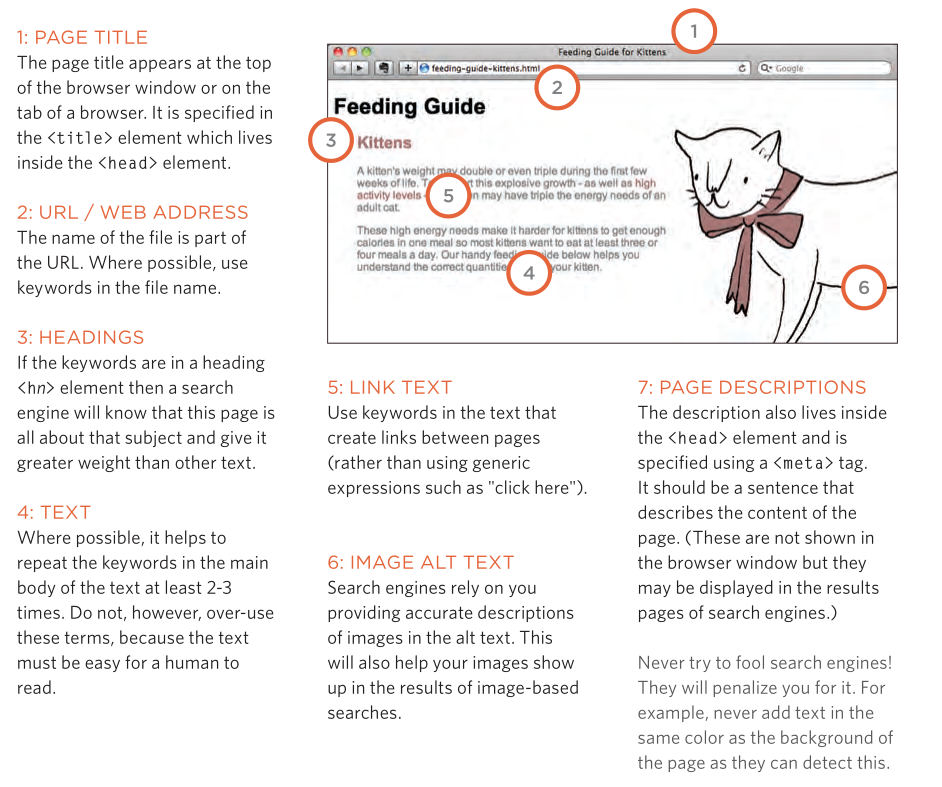 1: PAGE TITLE
The page title appears at the top
of the browser window or on the
tab of a browser. It is specified in
the <title> element which lives
inside the <head> element.
2: URL / WEB ADDRESS
The name of the file is part of
the URL. Where possible, use
keywords in the file name.
3: HEADINGS
If the keywords are in a heading
<hn> element then a search
engine will know that this page is
all about that subject and give it
greater weight than other text.
4: TEXT
Where possible, it helps to
repeat the keywords in the main
body of the text at least 2-3
times. Do not, however, over-use
these terms, because the text
must be easy for a human to
read.
1
Feeding Guide for Kittens
feeding-guide-kittens.html
Google
2
Feeding Guide
3
Kittens
A kitten's weight may double or even triple during the first few
weeks of life. this explosive growth - as well as high
activity levels - may have triple the energy needs of an
adult cat.
5
These high energy needs make it harder for kittens to get enough
calories in one meal so most kittens want to eat at least three or
four meals a day. Our handy below helps you
understand the correct your kitten.
4
6
5: LINK TEXT
Use keywords in the text that
create links between pages
(rather than using generic
expressions such as "click here").
6: IMAGE ALT TEXT
Search engines rely on you
providing accurate descriptions
of images in the alt text. This
will also help your images show
up in the results of image-based
searches.
7: PAGE DESCRIPTIONS
The description also lives inside
the <head> element and is
specified using a <meta> tag.
It should be a sentence that
describes the content of the
page. (These are not shown in
the browser window but they
may be displayed in the results
pages of search engines.)
Never try to fool search engines!
They will penalize you for it. For
example, never add text in the
same color as the background of
the page as they can detect this.